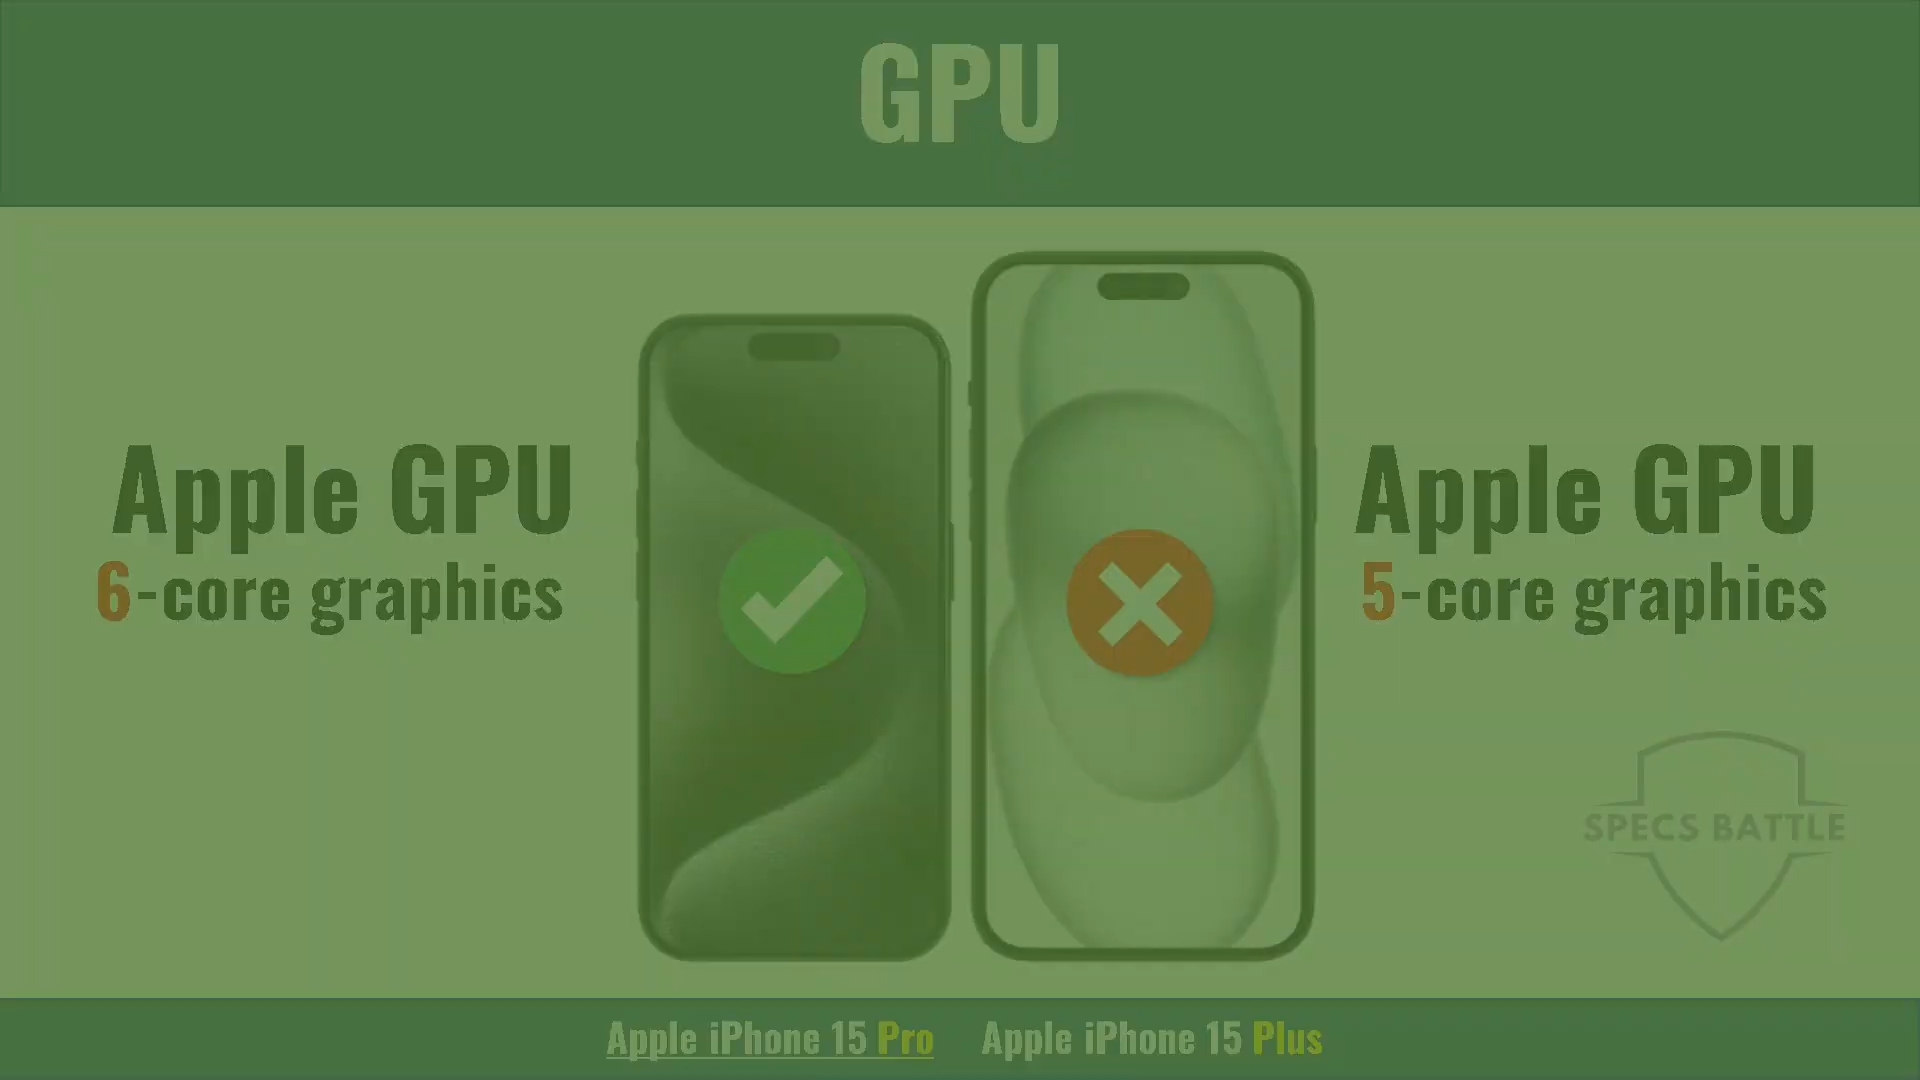 GPU
Apple GPU
6-core graphics
Apple GPU
5-core graphics
SPECS BATTLE
Apple iPhone 15 Pro
Apple iPhone 15 Plus